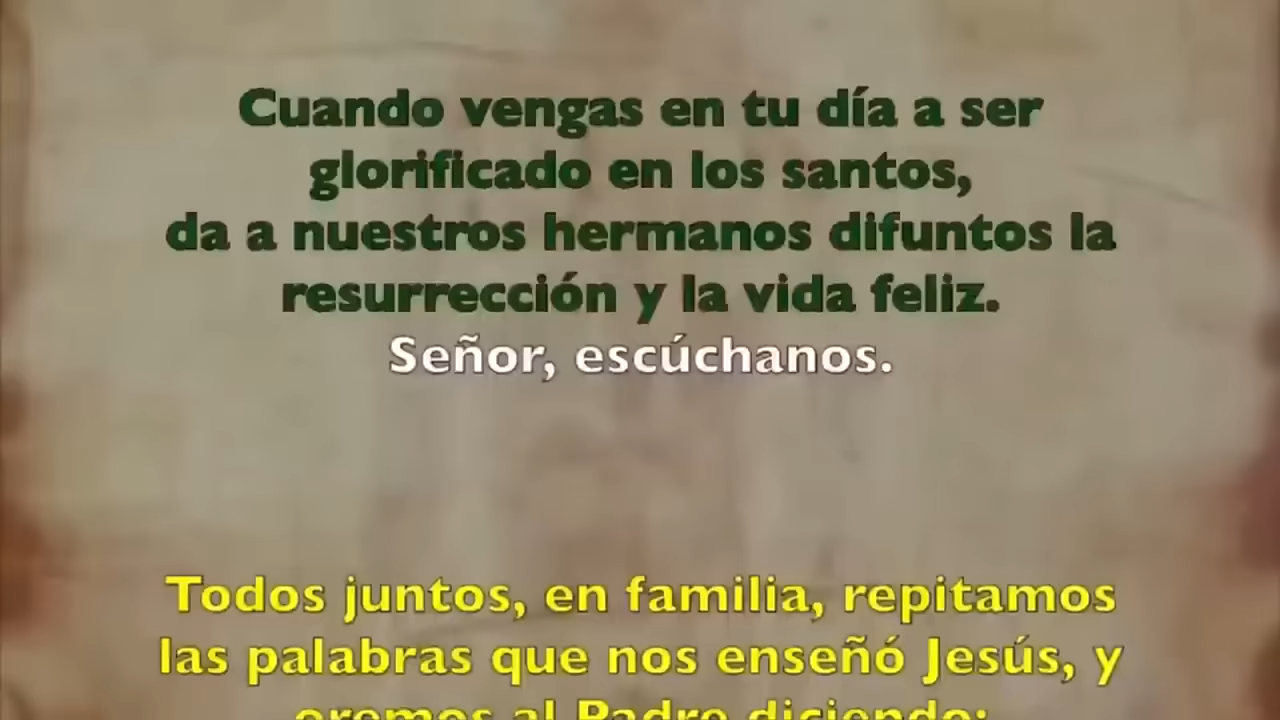 Cuando vengas en tu día a ser
glorificado en los santos,
da a nuestros hermanos difuntos la
resurrección y la vida feliz.
Señor, escúchanos.
Todos juntos, en familia, repitamos
las palabras que nos enseñó Jesús, y
oremos al Padre diciendo: